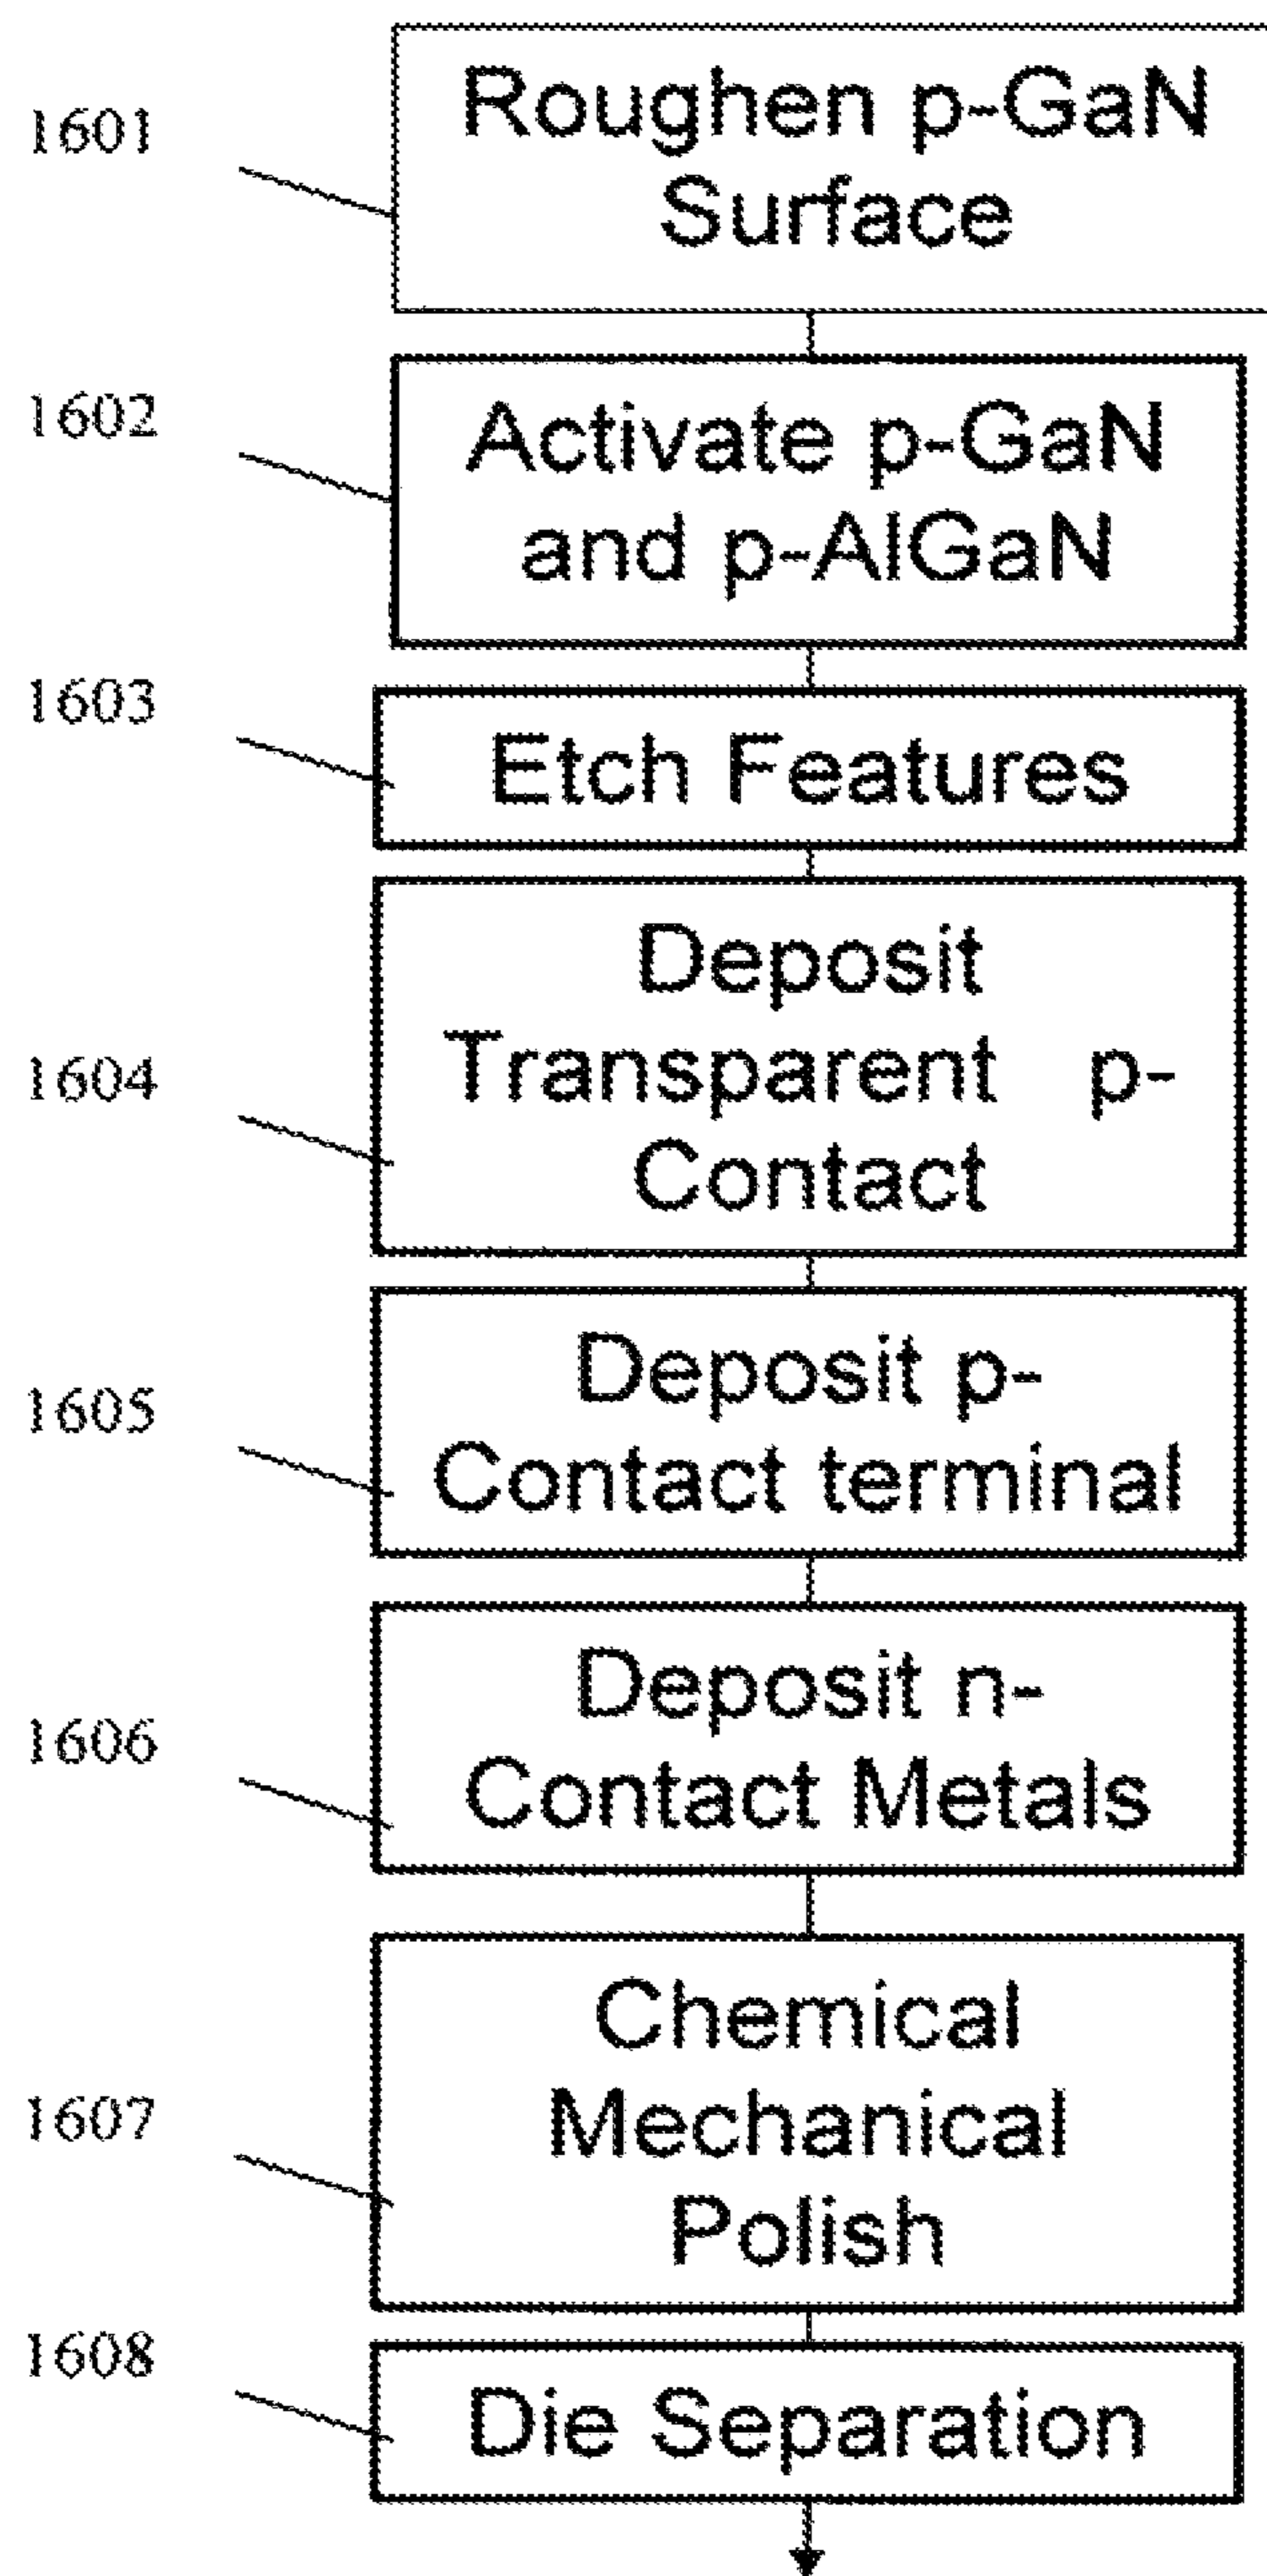 1601
Roughen p-GaN
Surface
1602
Activate p-GaN
and p-AlGaN
1603
Etch Features
Deposit
1604
Transparent p-
Contact
1605
Deposit p-
Contact terminal
1606
Deposit n-
Contact Metals
Chemical
1607
Mechanical
Polish
1608
Die Separation